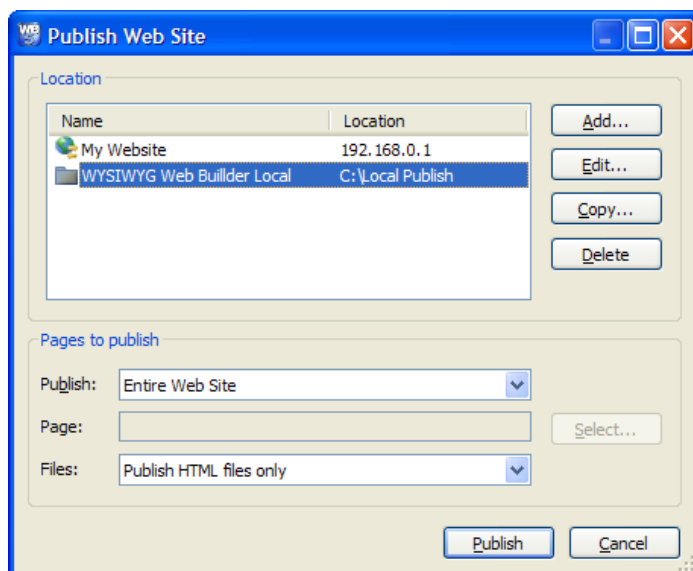 Publish Web Site
Location
Name Location
My Website 192.168.0.1
WYSIWYG Web Buillder Local C:\Local Publish
Add...
Edit...
Copy...
Delete
Pages to publish
Publish: Entire Web Site
Page: Select...
Files: Publish HTML files only
Publish Cancel